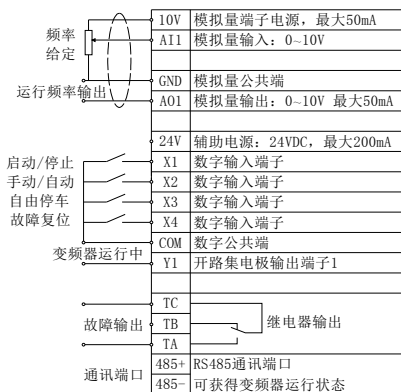 10V 模拟量端子电源，最大50mA
频率给定
AI1 模拟量输入：0~10V
GND 模拟量公共端
运行频率输出
AO1 模拟量输出：0~10V 最大50mA
24V 辅助电源：24VDC，最大200mA
启动/停止 X1 数字输入端子
手动/自动 X2 数字输入端子
自由停车 X3 数字输入端子
故障复位 X4 数字输入端子
COM 数字公共端
变频器运行中
Y1 开路集电极输出端子1
TC
故障输出 TB 继电器输出
TA
通讯端口
485+ RS485通讯端口
485- 可获得变频器运行状态